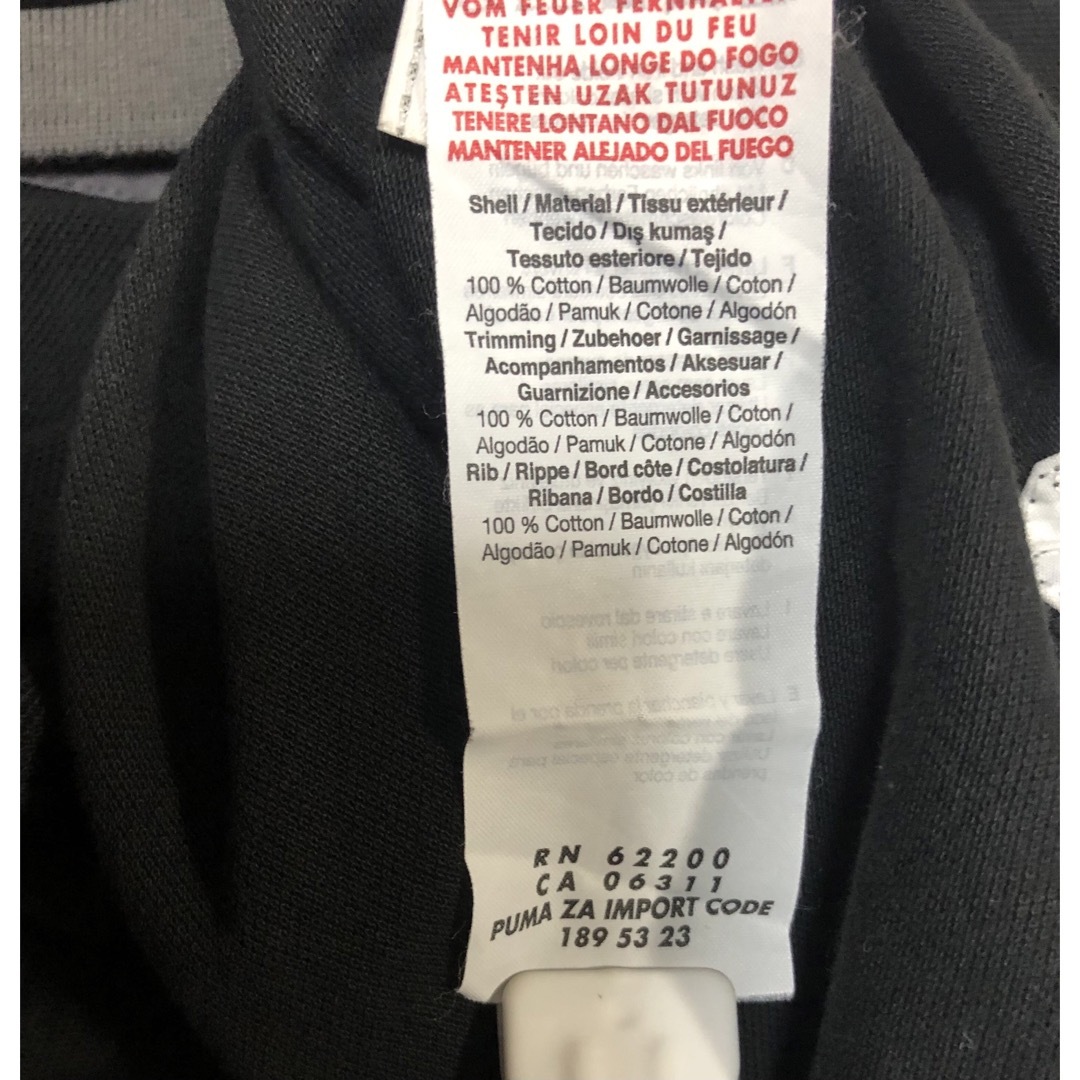 VOM FEUER FERNHALTEN
TENIR LOIN DU FEU
MANTENHA LONGE DO FOGO
ATEŞTEN UZAK TUTUNUZ
TENERE LONTANO DAL FUOCO
MANTENER ALEJADO DEL FUEGO
Shell / Material / Tissu extérieur /
Tecido / Dış kumaş /
Tessuto esteriore / Tejido
100 % Cotton / Baumwolle / Coton /
Algodão / Pamuk / Cotone / Algodón
Trimming / Zubehoer / Garnissage /
Acompanhamentos / Aksesuar /
Guarnizione / Accesorios
100 % Cotton / Baumwolle / Coton /
Algodão / Pamuk / Cotone / Algodón
Rib / Rippe / Bord côte / Costolatura /
Ribana / Bordo / Costilla
100 % Cotton / Baumwolle / Coton /
Algodão / Pamuk / Cotone / Algodón
RN 62200
CA 06311
PUMA ZA IMPORT CODE
189 53 23